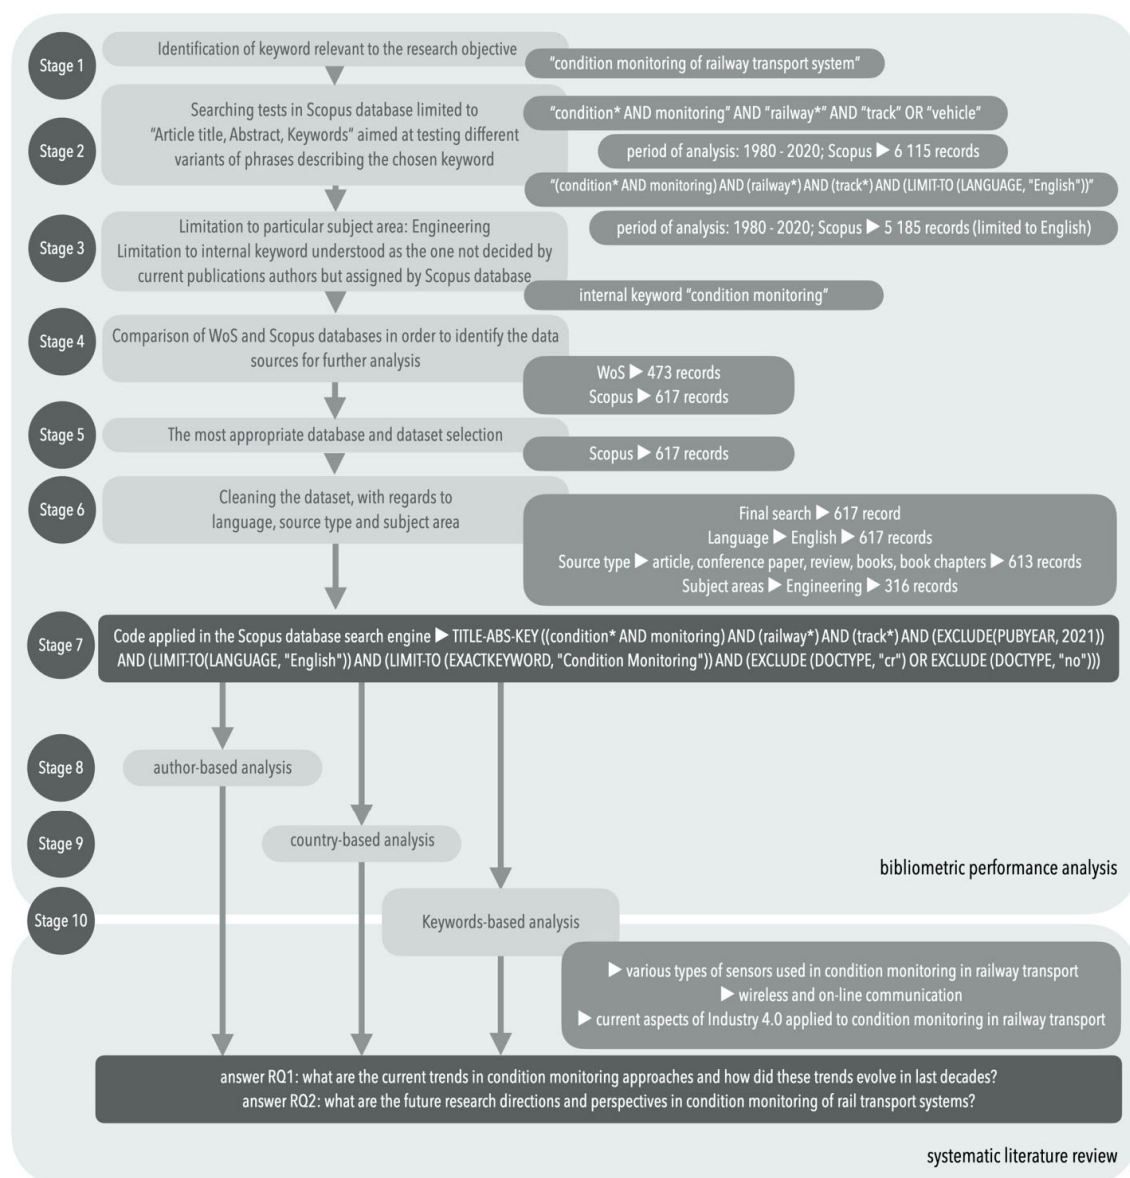 Stage 1
Identification of keyword relevant to the research objective
"condition monitoring of railway transport system"
Stage 2
Searching tests in Scopus database limited to
"Article title, Abstract, Keywords" aimed at testing different
variants of phrases describing the chosen keyword
"condition* AND monitoring" AND "railway*" AND "track" OR "vehicle"
period of analysis: 1980 - 2020; Scopus ▶ 6 115 records
"(condition* AND monitoring) AND (railway*) AND (track*) AND (LIMIT-TO (LANGUAGE, "English"))"
Stage 3
Limitation to particular subject area: Engineering
Limitation to internal keyword understood as the one not decided by
current publications authors but assigned by Scopus database
period of analysis: 1980 - 2020; Scopus ▶ 5 185 records (limited to English)
internal keyword "condition monitoring"
Stage 4
Comparison of WoS and Scopus databases in order to identify the data
sources for further analysis
WoS ▶ 473 records
Scopus ▶ 617 records
Stage 5
The most appropriate database and dataset selection
Scopus ▶ 617 records
Stage 6
Cleaning the dataset, with regards to
language, source type and subject area
Final search ▶ 617 record
Language ▶ English ▶ 617 records
Source type ▶ article, conference paper, review, books, book chapters ▶ 613 records
Subject areas ▶ Engineering ▶ 316 records
Stage 7
Code applied in the Scopus database search engine ▶ TITLE-ABS-KEY ((condition* AND monitoring) AND (railway*) AND (track*) AND (EXCLUDE(PUBYEAR, 2021))
AND (LIMIT-TO(LANGUAGE, "English")) AND (LIMIT-TO (EXACTKEYWORD, "Condition Monitoring")) AND (EXCLUDE (DOCTYPE, "cr") OR EXCLUDE (DOCTYPE, "no")))
Stage 8
author-based analysis
Stage 9
country-based analysis
bibliometric performance analysis
Stage 10
Keywords-based analysis
▶ various types of sensors used in condition monitoring in railway transport
▶ wireless and on-line communication
▶ current aspects of Industry 4.0 applied to condition monitoring in railway transport
answer RQ1: what are the current trends in condition monitoring approaches and how did these trends evolve in last decades?
answer RQ2: what are the future research directions and perspectives in condition monitoring of rail transport systems?
systematic literature review